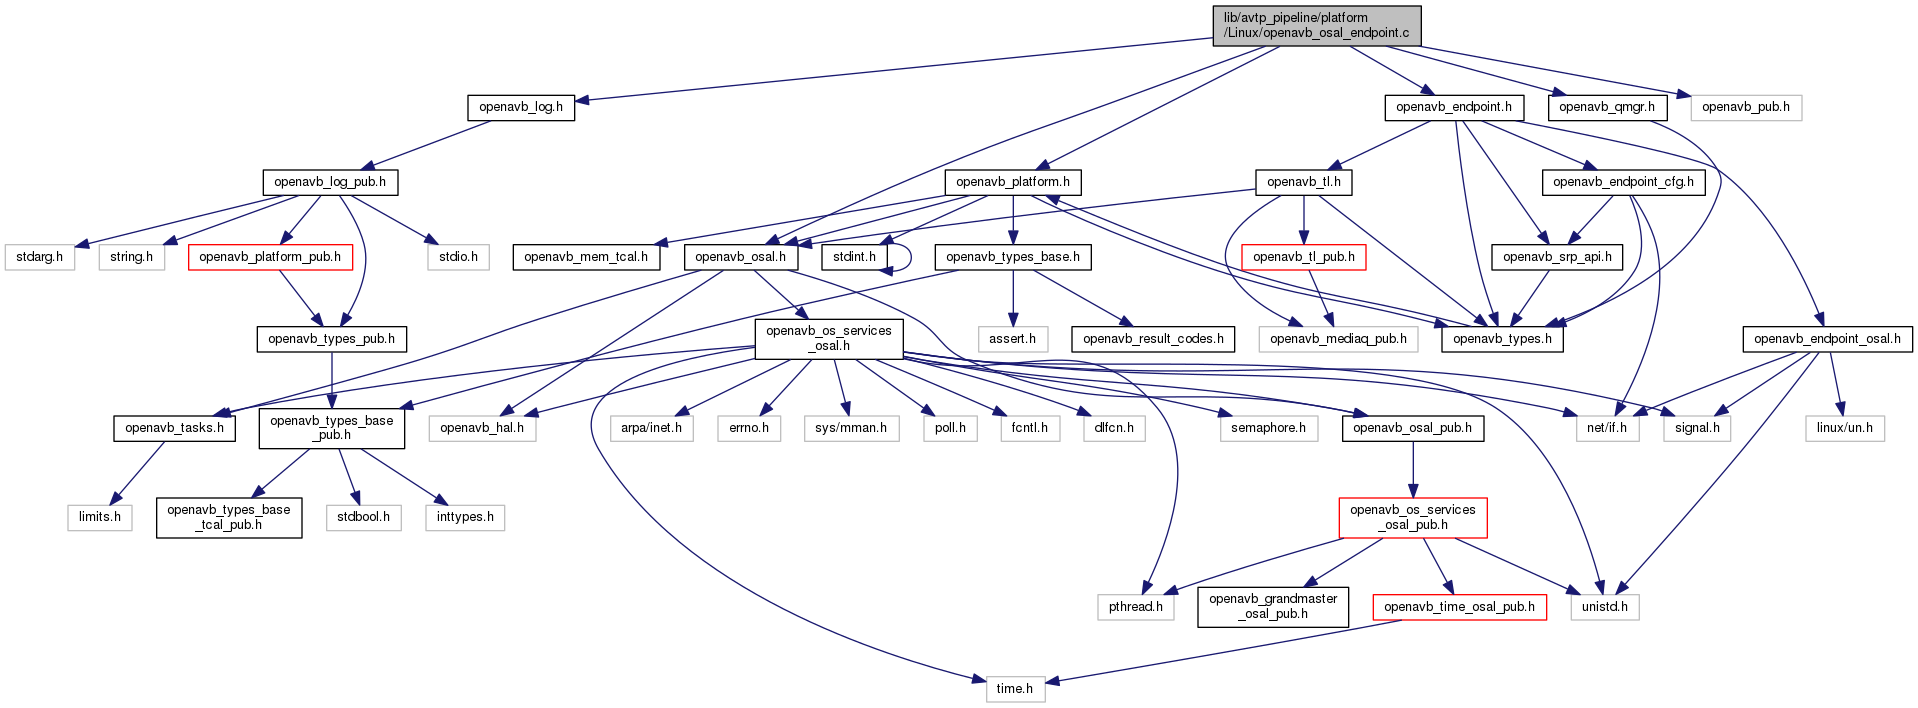 lib/avtp_pipeline/platform
/Linux/openavb_osal_endpoint.c
openavb_log.h
openavb_endpoint.h
openavb_qmgr.h
openavb_pub.h
openavb_log_pub.h
openavb_platform.h
openavb_tl.h
openavb_endpoint_cfg.h
stdarg.h
string.h
openavb_platform_pub.h
stdio.h
openavb_mem_tcal.h
openavb_osal.h
stdint.h
openavb_types_base.h
openavb_tl_pub.h
openavb_srp_api.h
openavb_types_pub.h
openavb_os_services
_osal.h
assert.h
openavb_result_codes.h
openavb_mediaq_pub.h
openavb_types.h
openavb_endpoint_osal.h
openavb_tasks.h
openavb_types_base
_pub.h
openavb_hal.h
arpa/inet.h
errno.h
sys/mman.h
poll.h
fcntl.h
dlfcn.h
semaphore.h
openavb_osal_pub.h
net/if.h
signal.h
linux/un.h
limits.h
openavb_types_base
_tcal_pub.h
stdbool.h
inttypes.h
openavb_os_services
_osal_pub.h
pthread.h
openavb_grandmaster
_osal_pub.h
openavb_time_osal_pub.h
unistd.h
time.h